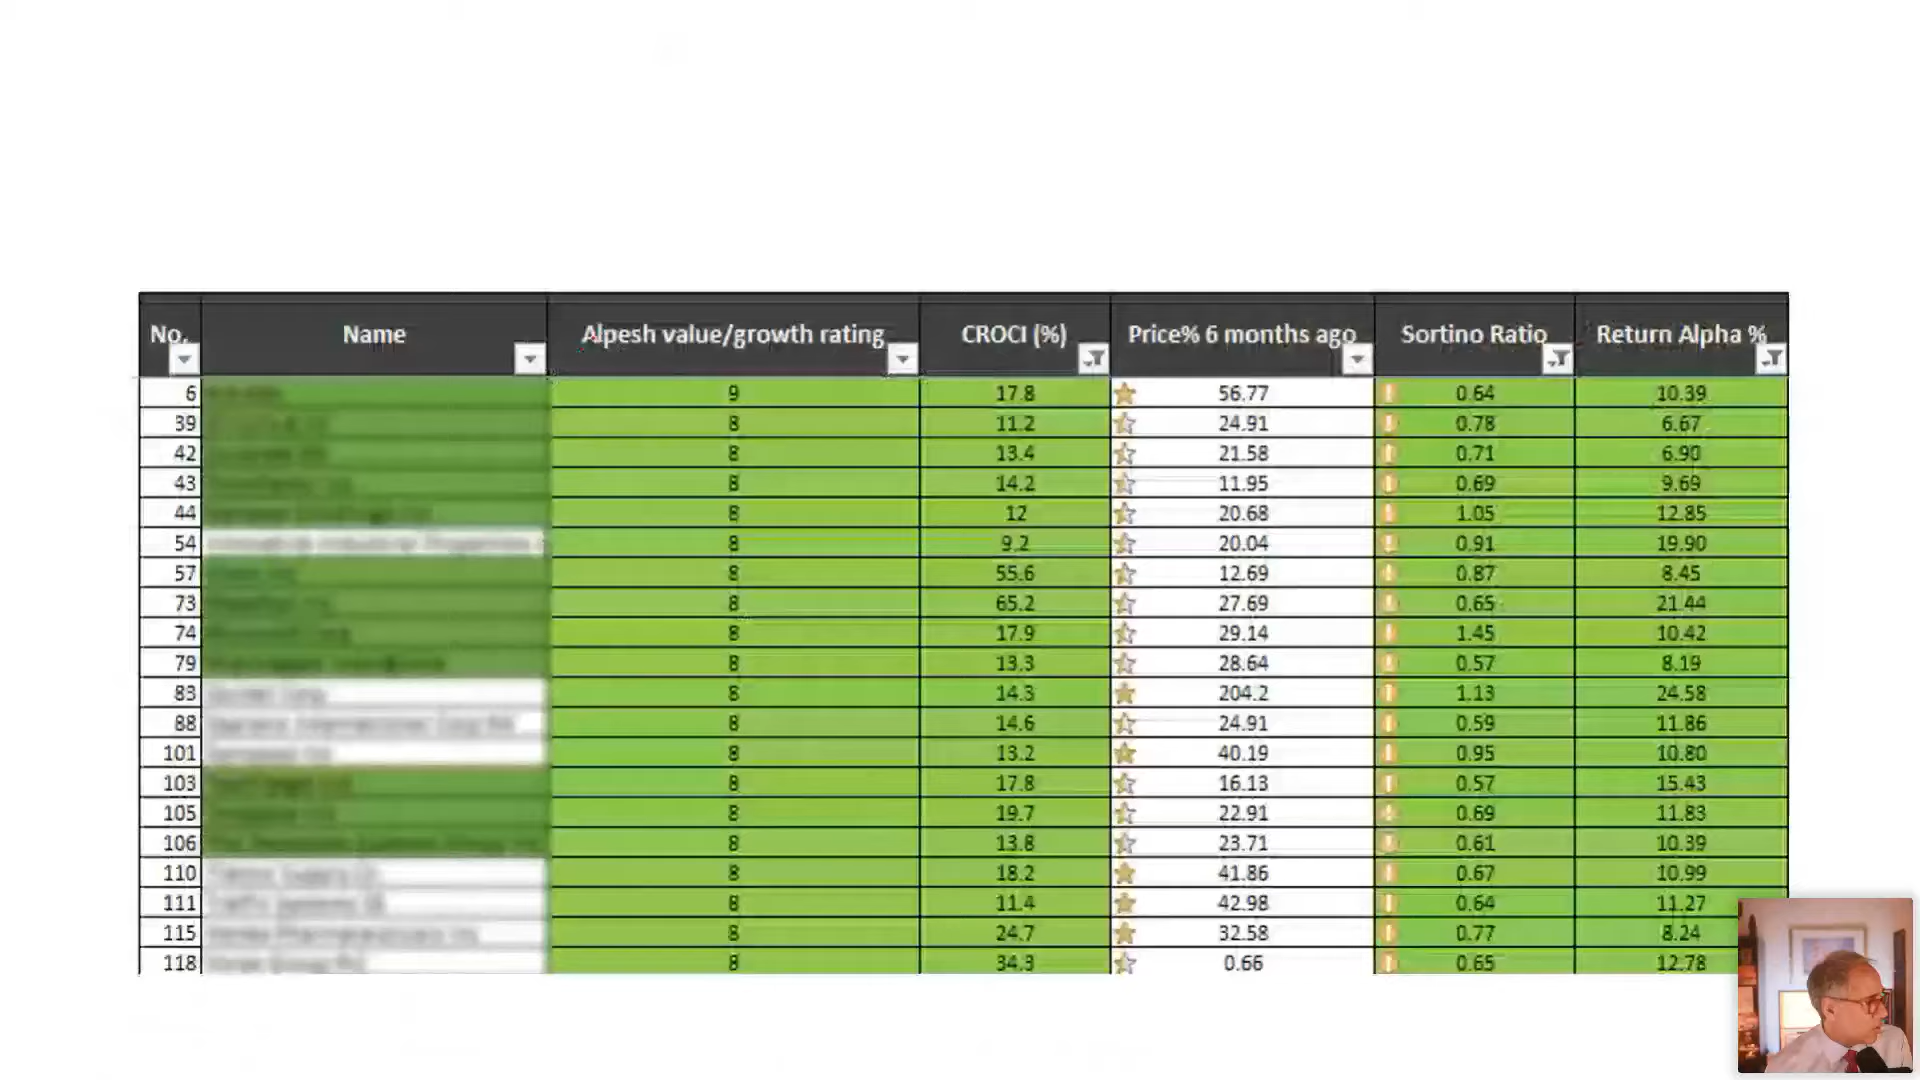 No. Name Alpesh value/growth rating CROCI (%) Price% 6 months ago Sortino Ratio Return Alpha %
6 9 17.8 56.77 0.64 10.39
39 8 11.2 24.91 0.78 6.67
42 8 13.4 21.58 0.71 6.90
43 8 14.2 11.95 0.69 9.69
44 8 12 20.68 1.05 12.85
54 8 9.2 20.04 0.91 19.90
57 8 55.6 12.69 0.87 8.45
73 8 65.2 27.69 0.65 21.44
74 8 17.9 29.14 1.45 10.42
79 8 13.3 28.64 0.57 8.19
83 8 14.3 204.2 1.13 24.58
88 8 14.6 24.91 0.59 11.86
101 8 13.2 40.19 0.95 10.80
103 8 17.8 16.13 0.57 15.43
105 8 19.7 22.91 0.69 11.83
106 8 13.8 23.71 0.61 10.39
110 8 18.2 41.86 0.67 10.99
111 8 11.4 42.98 0.64 11.27
115 8 24.7 32.58 0.77 8.24
118 8 34.3 0.66 0.65 12.78